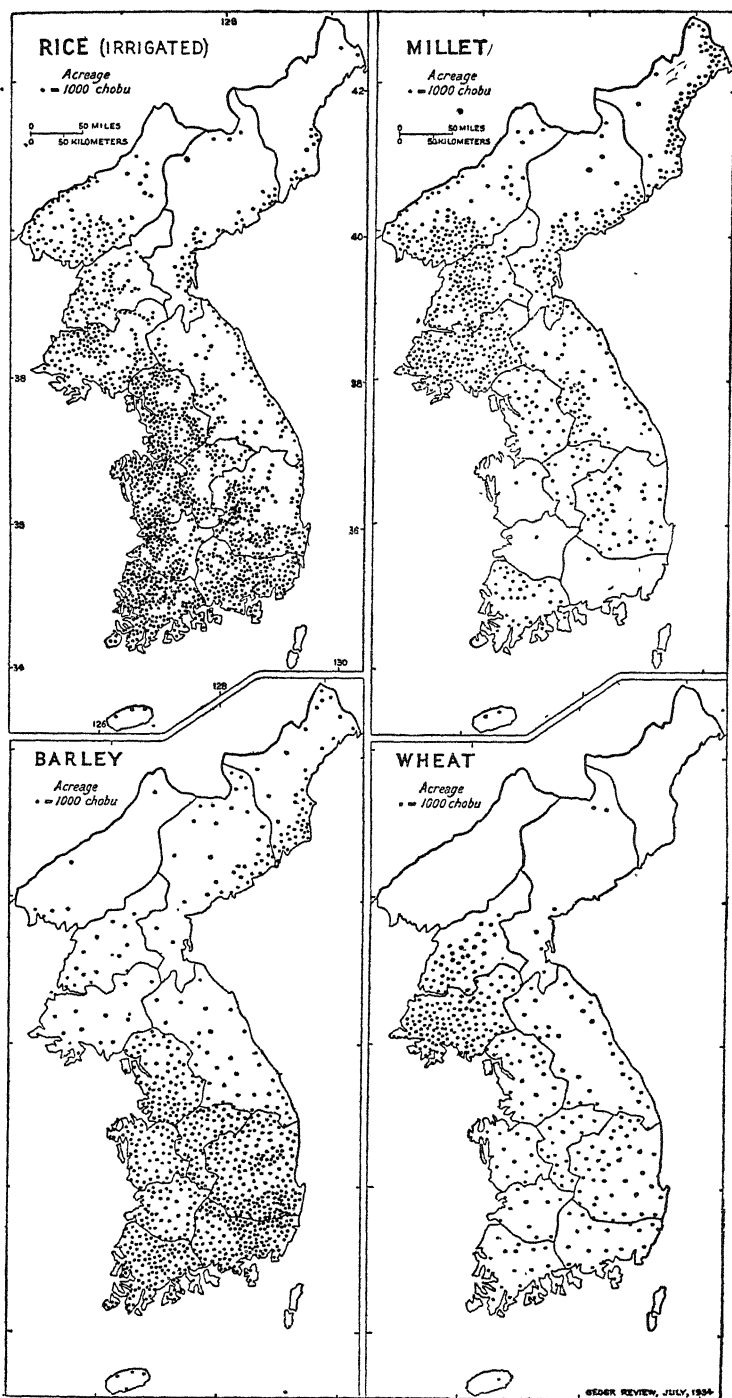 128
RICE (IRRIGATED)
Acreage
• = 1000 chobu
0 50 MILES
0 50 KILOMETERS
MILLET
Acreage
• = 1000 chobu
0 50 MILES
0 50 KILOMETERS
42
40
38
36
34
130
128
126
BARLEY
Acreage
• = 1000 chobu
WHEAT
Acreage
• = 1000 chobu
GEOGR REVIEW, JULY, 1934